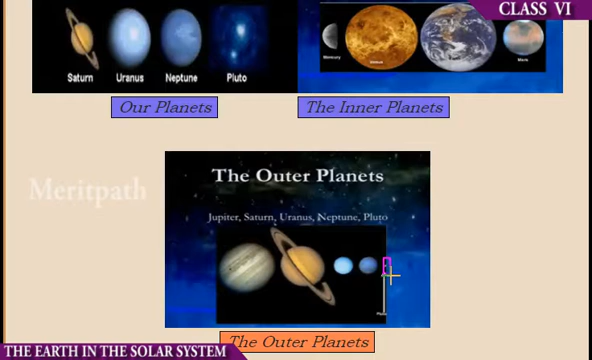 CLASS VI
Saturn Uranus Neptune Pluto
Mercury
Venus
Mars
Our Planets
The Inner Planets
The Outer Planets
Meritpath
Jupiter, Saturn, Uranus, Neptune, Pluto
Pluto
The Outer Planets
THE EARTH IN THE SOLAR SYSTEM